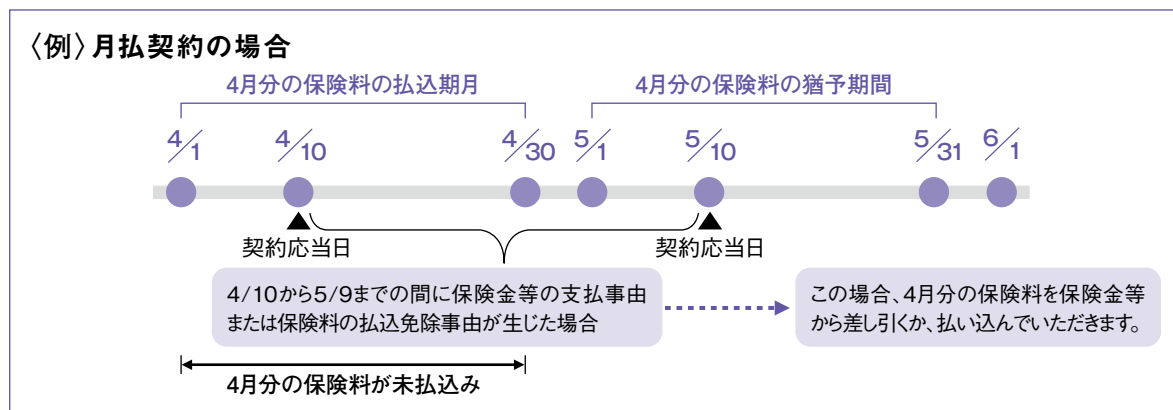 〈例〉月払契約の場合
4月分の保険料の払込期月
4月分の保険料の猶予期間
4/1
4/10
4/30
5/1
5/10
5/31
6/1
契約応当日
契約応当日
4/10から5/9までの間に保険金等の支払事由
または保険料の払込免除事由が生じた場合
この場合、4月分の保険料を保険金等
から差し引くか、払い込んでいただきます。
4月分の保険料が未払込み